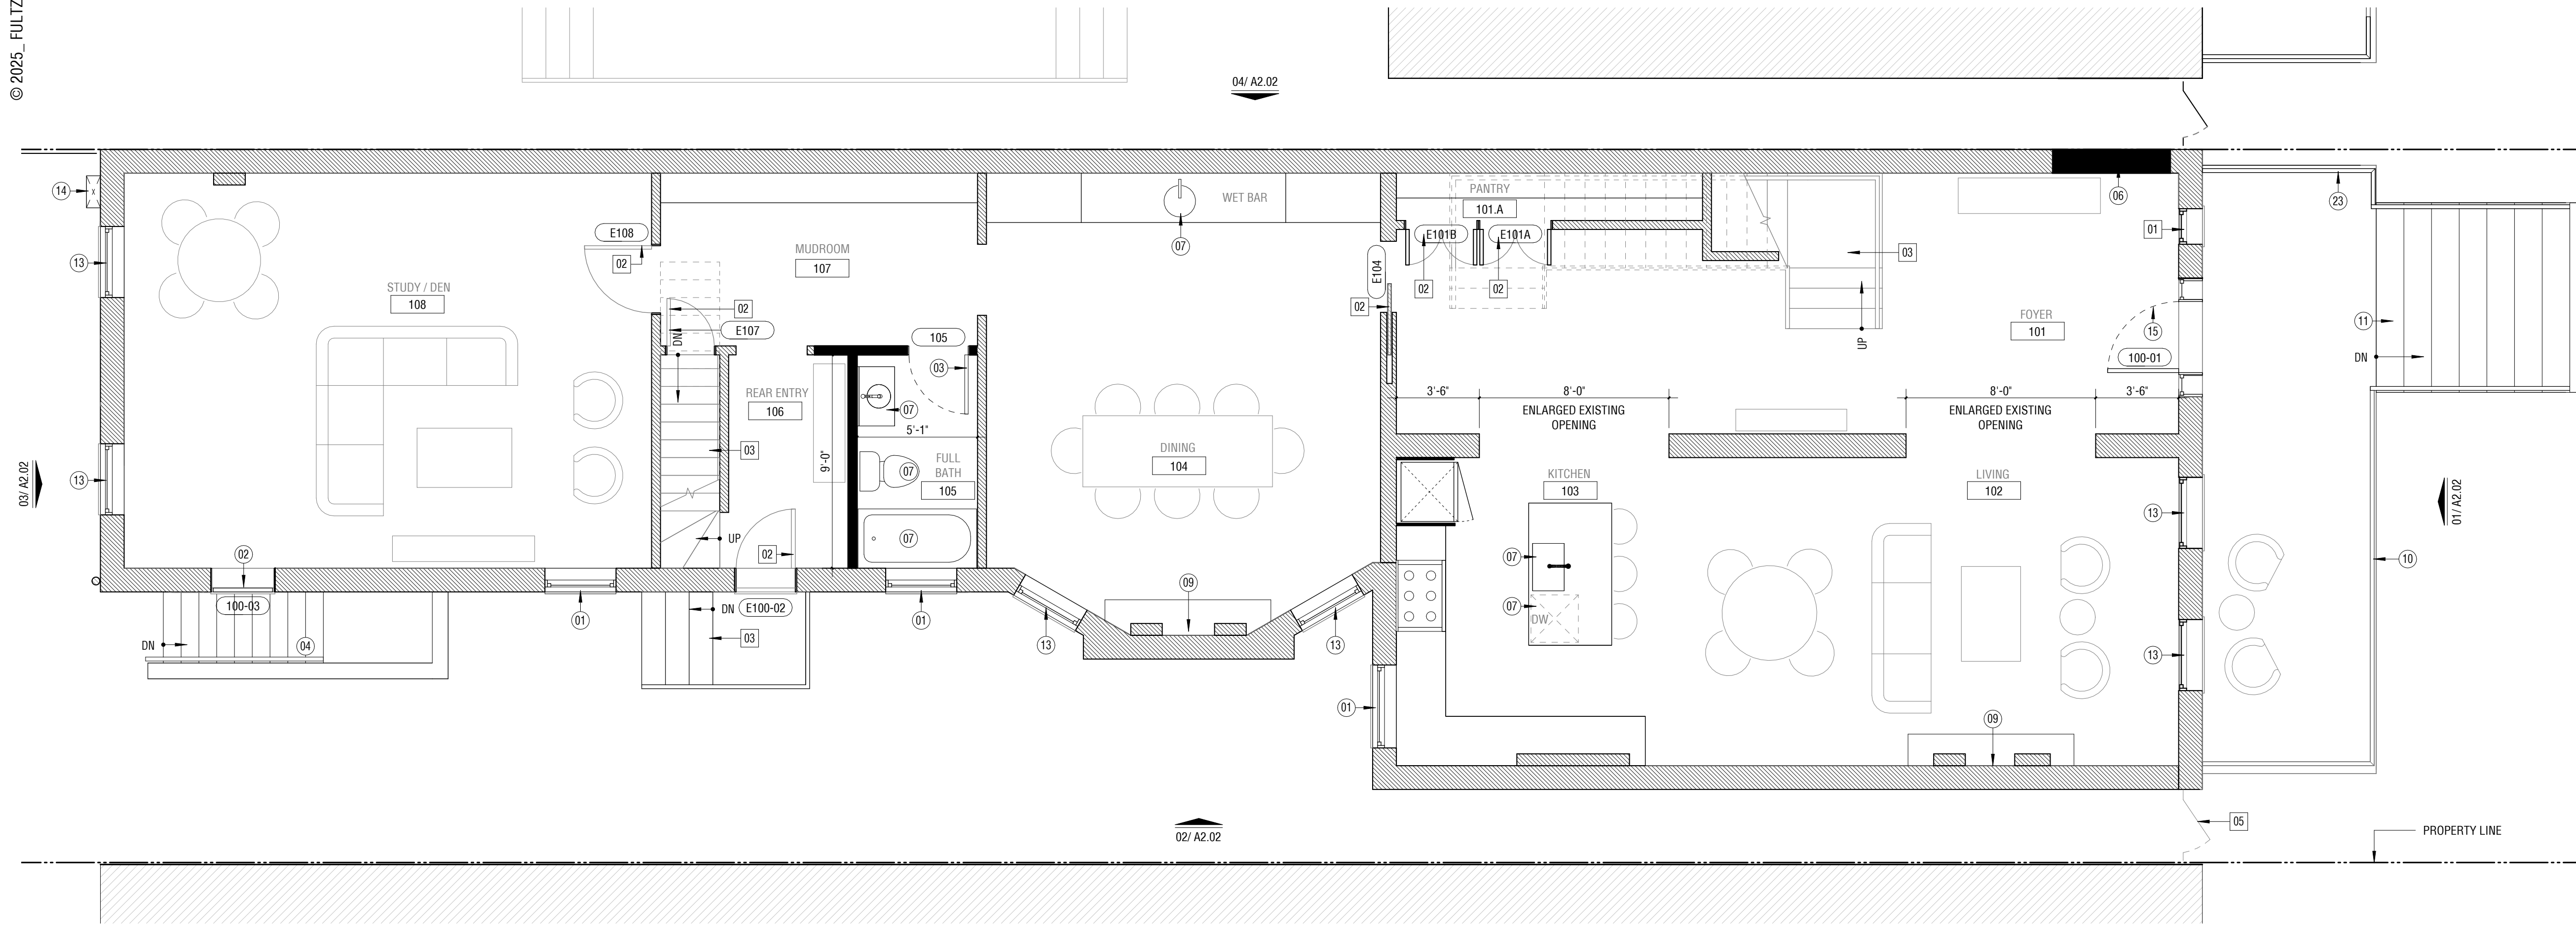 © 2025_ FULTZ
04/ A2.02
14
PANTRY
101.A
WET BAR
06
23
E108
E101B
E101A
01
13
02
MUDROOM
107
07
E104
03
STUDY / DEN
108
02
02
02
02
FOYER
101
11
15
E107
105
DN
UP
100-01
DN
03
3'-6"
8'-0"
8'-0"
3'-6"
REAR ENTRY
106
07
ENLARGED EXISTING
OPENING
ENLARGED EXISTING
OPENING
5'-1"
03
DINING
104
9'-0"
FULL
BATH
105
07
KITCHEN
103
LIVING
102
03/ A2.02
13
01/ A2.02
13
UP
07
02
02
07
10
09
100-03
DN
E100-02
07
DW
01
01
03
13
13
13
DN
04
01
09
02/ A2.02
05
PROPERTY LINE